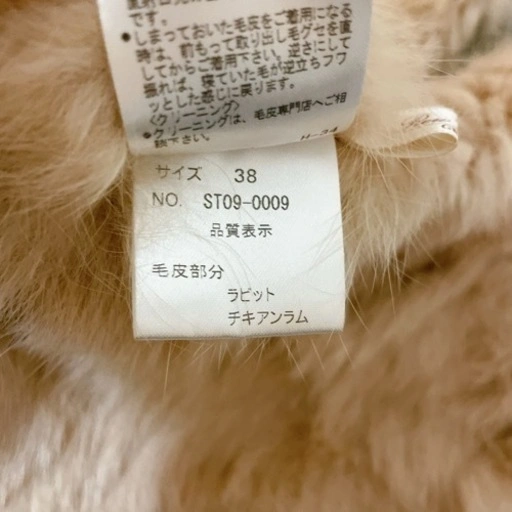 です。
•しまっておいた毛皮をご着用になる
時は、前もって取り出し毛グセを直
してからご着用下さい。逆さにして
振れば、寝ていた毛が逆立ちフワ
ッとした感じに戻ります。
〈クリーニング〉
•クリーニングは、毛皮専門店へご相
談下さい。
サイズ 38
NO. ST09-0009
品質表示
毛皮部分
ラビット
チキアンラム